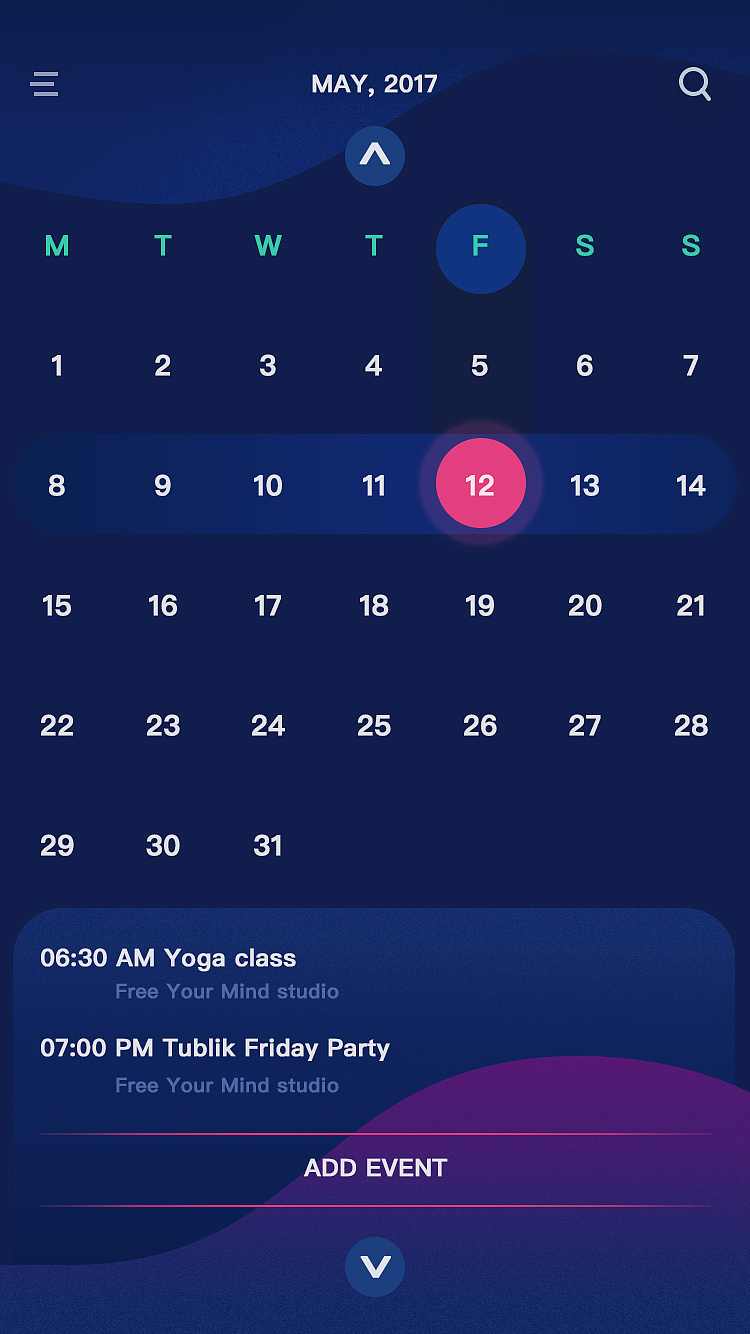 MAY, 2017
M T W T F S S
1 2 3 4 5 6 7
8 9 10 11 12 13 14
15 16 17 18 19 20 21
22 23 24 25 26 27 28
29 30 31
06:30 AM Yoga class
Free Your Mind studio
07:00 PM Tublik Friday Party
Free Your Mind studio
ADD EVENT